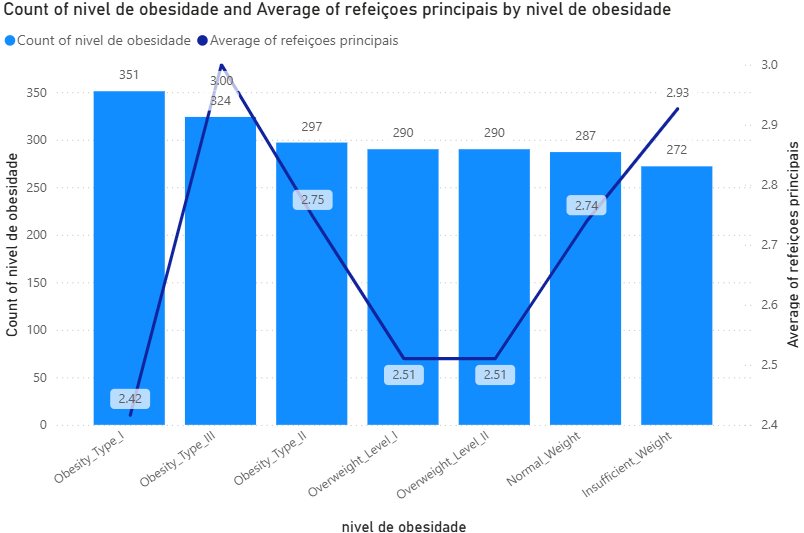 Count of nivel de obesidade and Average of refeiçoes principais by nivel de obesidade
Count of nivel de obesidade Average of refeiçoes principais
Count of nivel de obesidade
350
300
250
200
150
100
50
0
351
324
297
290
290
287
272
2.42
3.00
2.75
2.51
2.51
2.74
2.93
3.0
2.9
2.8
2.7
2.6
2.5
2.4
Average of refeiçoes principais
Obesity_Type_I
Obesity_Type_III
Obesity_Type_II
Overweight_Level_I
Overweight_Level_II
Normal_Weight
Insufficient_Weight
nivel de obesidade